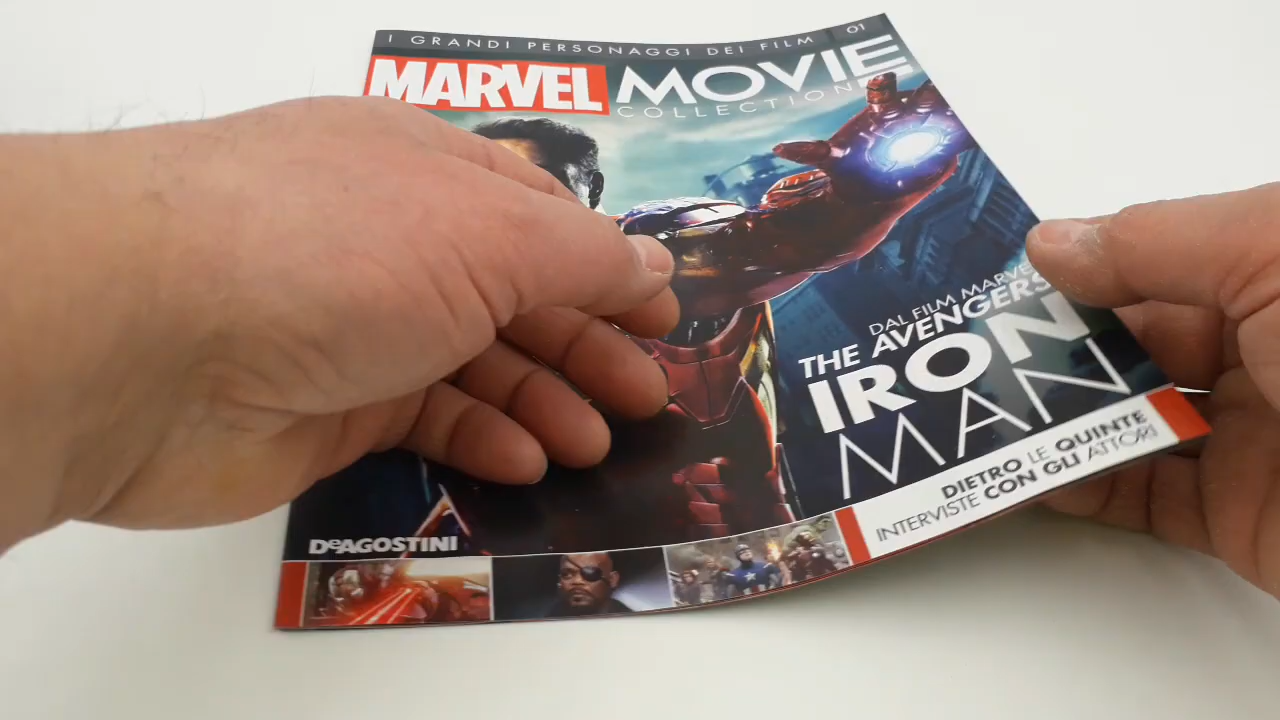 I GRANDI PERSONAGGI DEI FILM 01
MARVEL MOVIE
COLLECTION
DAL FILM MARVEL
THE AVENGERS
IRON
MAN
DIETRO LE QUINTE
INTERVISTE CON GLI ATTORI
DEAGOSTINI